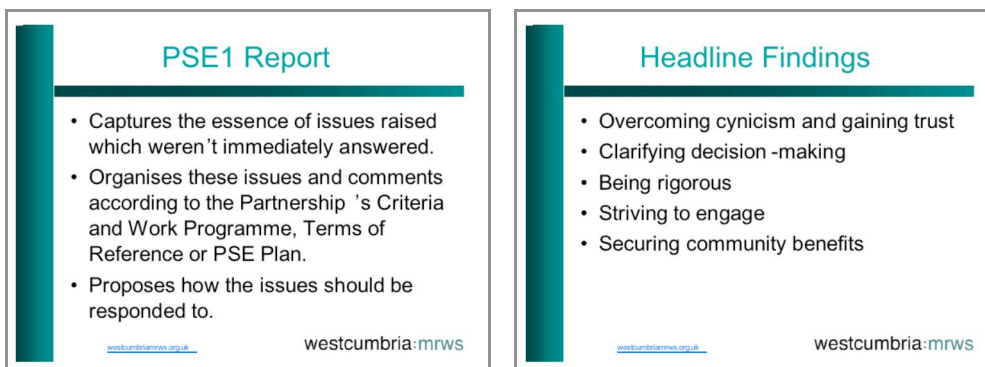 PSE1 Report
• Captures the essence of issues raised
which weren't immediately answered.
• Organises these issues and comments
according to the Partnership 's Criteria
and Work Programme, Terms of
Reference or PSE Plan.
• Proposes how the issues should be
responded to.
westcumbriamrws.org.uk
westcumbria:mrws
Headline Findings
• Overcoming cynicism and gaining trust
• Clarifying decision -making
• Being rigorous
• Striving to engage
• Securing community benefits
westcumbriamrws.org.uk
westcumbria:mrws